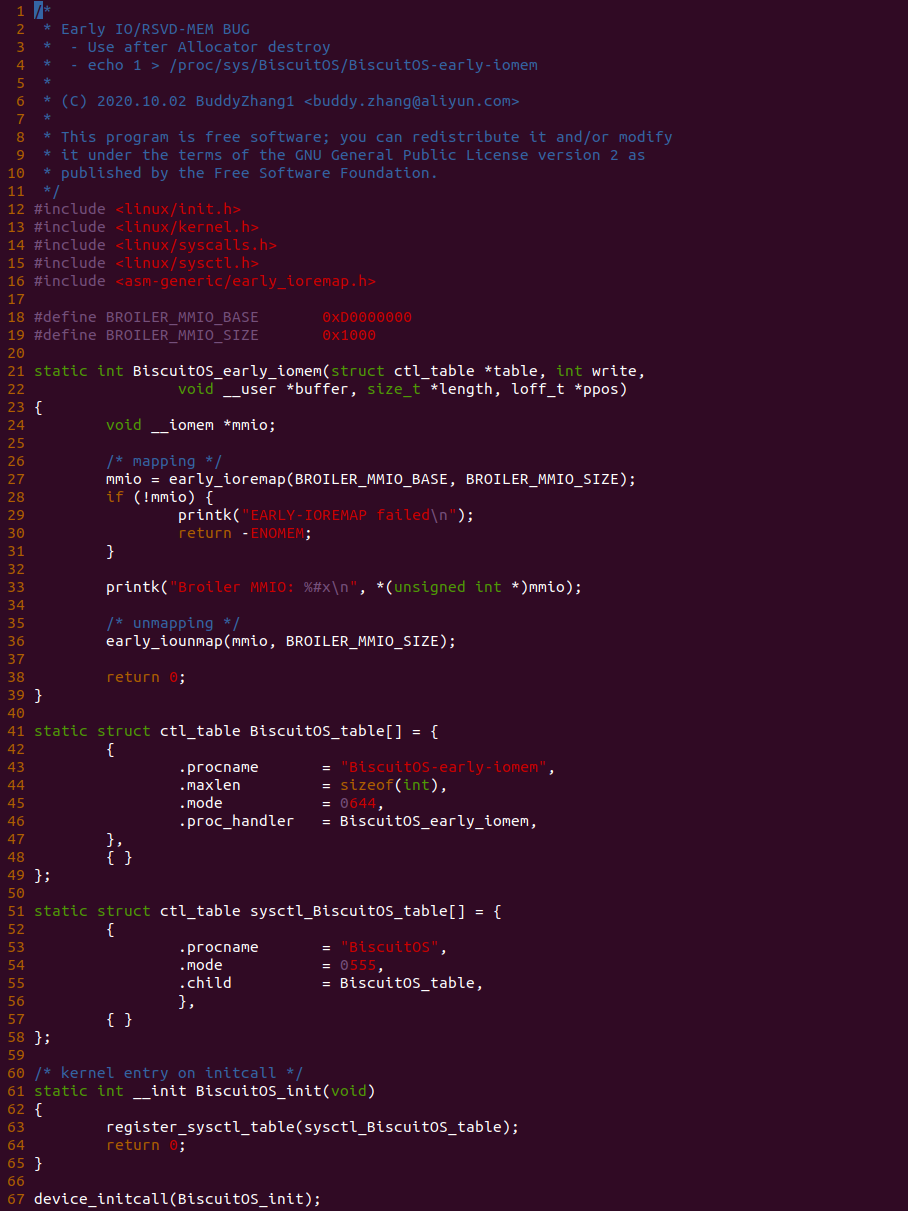 1 /*
2  * Early IO/RSVD-MEM BUG
3  *  - Use after Allocator destroy
4  *  - echo 1 > /proc/sys/BiscuitOS/BiscuitOS-early-iomem
5  *
6  * (C) 2020.10.02 BuddyZhang1 <buddy.zhang@aliyun.com>
7  *
8  * This program is free software; you can redistribute it and/or modify
9  * it under the terms of the GNU General Public License version 2 as
10  * published by the Free Software Foundation.
11  */
12 #include <linux/init.h>
13 #include <linux/kernel.h>
14 #include <linux/syscalls.h>
15 #include <linux/sysctl.h>
16 #include <asm-generic/early_ioremap.h>
17
18 #define BROILER_MMIO_BASE       0xD0000000
19 #define BROILER_MMIO_SIZE       0x1000
20
21 static int BiscuitOS_early_iomem(struct ctl_table *table, int write,
22                 void __user *buffer, size_t *length, loff_t *ppos)
23 {
24         void __iomem *mmio;
25
26         /* mapping */
27         mmio = early_ioremap(BROILER_MMIO_BASE, BROILER_MMIO_SIZE);
28         if (!mmio) {
29                 printk("EARLY-IOREMAP failed\n");
30                 return -ENOMEM;
31         }
32
33         printk("Broiler MMIO: %#x\n", *(unsigned int *)mmio);
34
35         /* unmapping */
36         early_iounmap(mmio, BROILER_MMIO_SIZE);
37
38         return 0;
39 }
40
41 static struct ctl_table BiscuitOS_table[] = {
42         {
43                 .procname       = "BiscuitOS-early-iomem",
44                 .maxlen         = sizeof(int),
45                 .mode           = 0644,
46                 .proc_handler   = BiscuitOS_early_iomem,
47         },
48         { }
49 };
50
51 static struct ctl_table sysctl_BiscuitOS_table[] = {
52         {
53                 .procname       = "BiscuitOS",
54                 .mode           = 0555,
55                 .child          = BiscuitOS_table,
56                 },
57         { }
58 };
59
60 /* kernel entry on initcall */
61 static int __init BiscuitOS_init(void)
62 {
63         register_sysctl_table(sysctl_BiscuitOS_table);
64         return 0;
65 }
66
67 device_initcall(BiscuitOS_init);